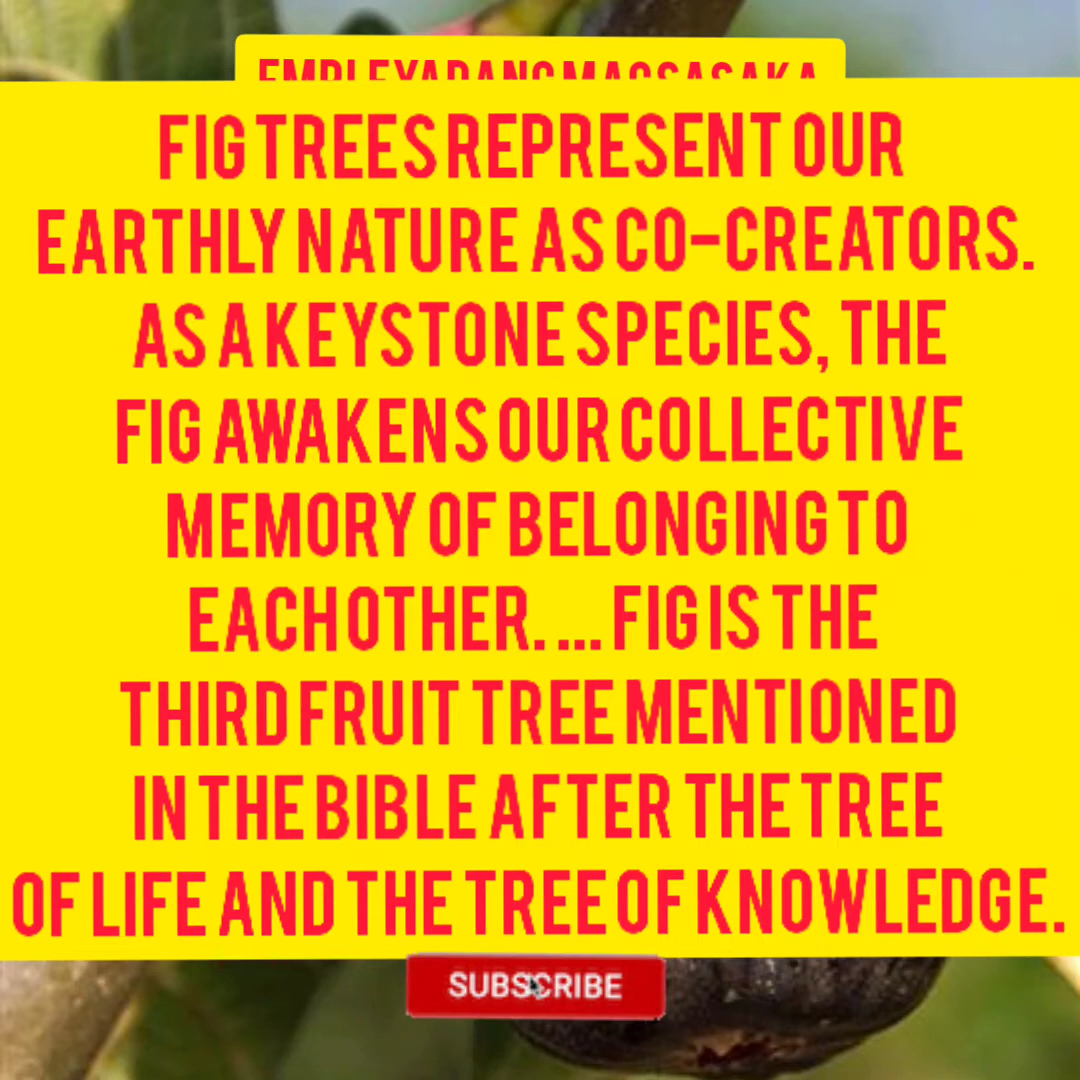 EMPLEYADANG MAGSASAKA
FIG TREES REPRESENT OUR
EARTHLY NATURE AS CO-CREATORS.
AS A KEYSTONE SPECIES, THE
FIG AWAKENS OUR COLLECTIVE
MEMORY OF BELONGING TO
EACH OTHER. ... FIG IS THE
THIRD FRUIT TREE MENTIONED
IN THE BIBLE AFTER THE TREE
OF LIFE AND THE TREE OF KNOWLEDGE.
SUBSCRIBE